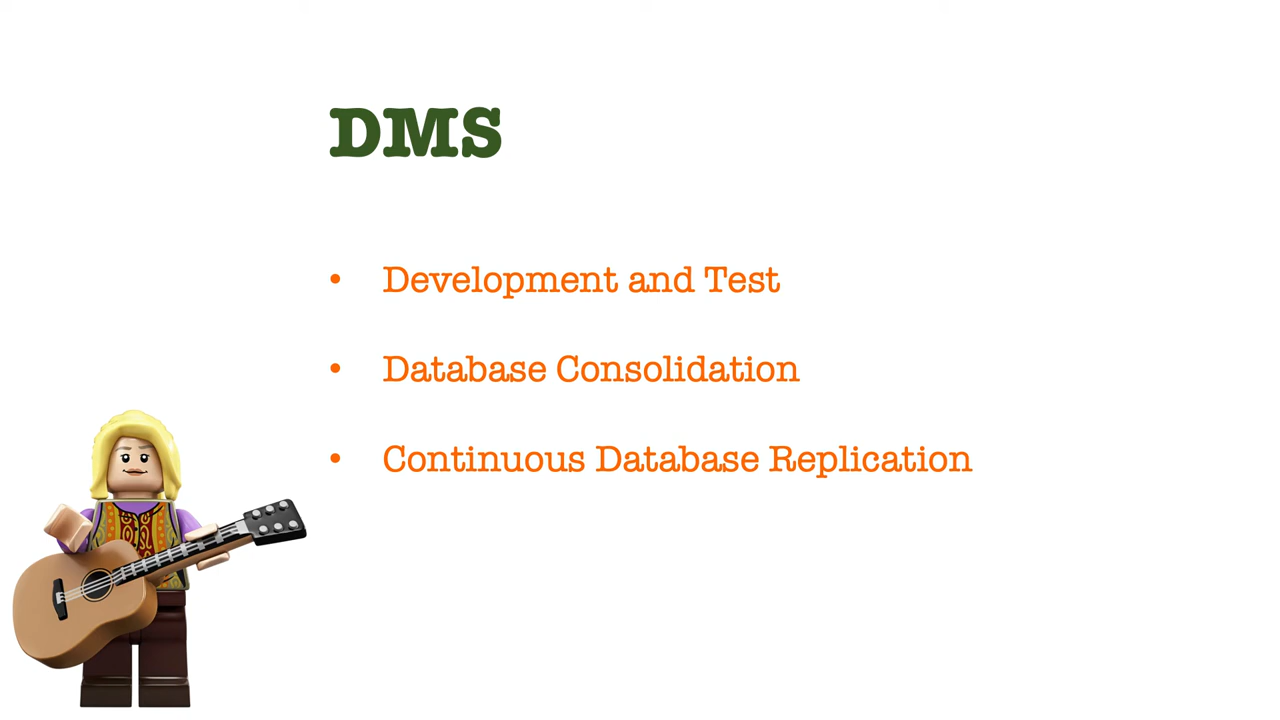 DMS
• Development and Test
• Database Consolidation
• Continuous Database Replication